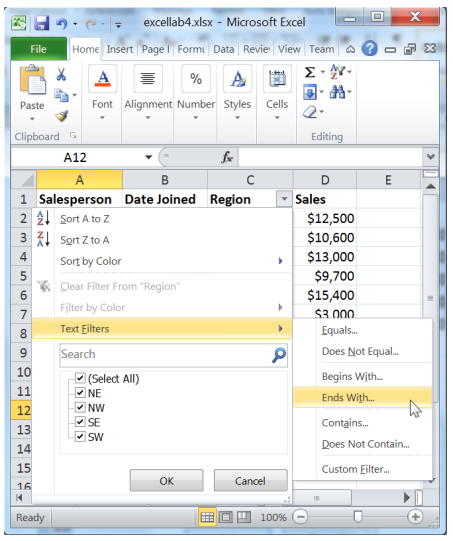 excellab4.xlsx - Microsoft Excel
File Home Insert Page l Formu Data Revie View Team
Paste Font Alignment Number Styles Cells
Clipboard Editing
A12 fx
A B C D E
1 Salesperson Date Joined Region Sales
2 Sort A to Z $12,500
3 Sort Z to A $10,600
4 Sort by Color $13,000
5 $9,700
6 Clear Filter From "Region" $15,400
7 Filter by Color $3,000
8 Text Filters Equals...
9 Search Does Not Equal...
10 (Select All) Begins With...
11 NE
12 NW Ends With...
13 SE Contains...
14 SW Does Not Contain...
15 Custom Filter...
16 OK Cancel
Ready 100%